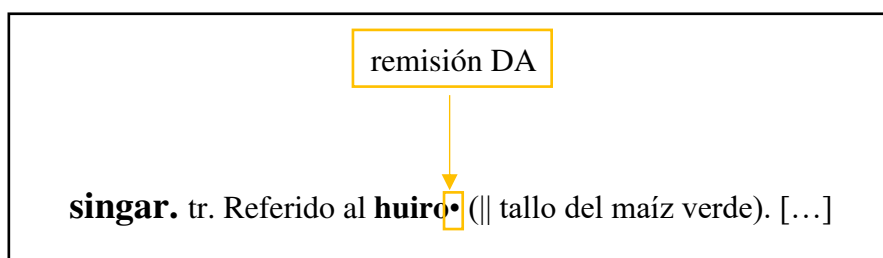 remisión DA
singar. tr. Referido al huiro• (|| tallo del maíz verde). […]